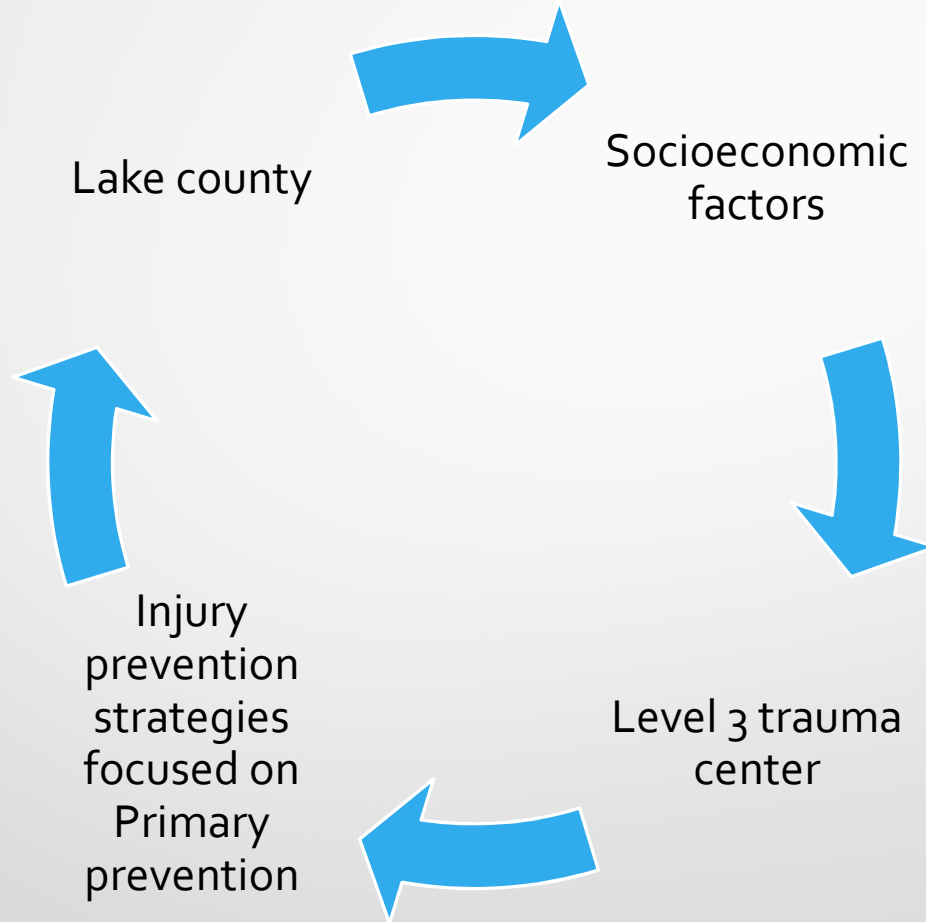 Lake county
Socioeconomic
factors
Level 3 trauma
center
Injury
prevention
strategies
focused on
Primary
prevention